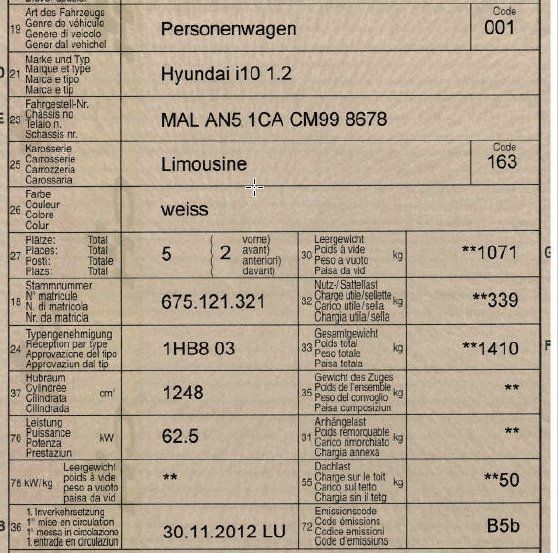 19 Art des Fahrzeugs
Genre de véhicule
Genere di veicolo
Gener dal vehichel
Personenwagen
Code
001
21 Marke und Typ
Marque et type
Marca e tipo
Marca e tip
Hyundai i10 1.2
23 Fahrgestell-Nr.
Châssis no
Telaio n.
Schassis nr.
MAL AN5 1CA CM99 8678
25 Karosserie
Carrosserie
Carrozzeria
Carossaria
Limousine
Code
163
26 Farbe
Couleur
Colore
Colur
weiss
27 Plätze: Total
Places: Total
Posti: Totale
Plazs: Total
5 ( 2 vorne)
avant)
anteriori)
davant)
30 Leergewicht
Poids à vide
Peso a vuoto
Paisa da vid
kg
**1071
18 Stammnummer
N° matricule
N. di matricola
Nr. da matricla
675.121.321
32 Nutz-/Sattellast
Charge utile/sellette
Carico utile/sella
Chargia utila/sella
kg
**339
24 Typengenehmigung
Réception par type
Approvazione del tipo
Approvaziun dal tip
1HB8 03
33 Gesamtgewicht
Poids total
Peso totale
Paisa totala
kg
**1410
37 Hubraum
Cylindrée
Cilindrata
Cilindrada
cm³
1248
35 Gewicht des Zuges
Poids de l'ensemble
Peso del convoglio
Paisa cumposiziun
kg
**
76 Leistung
Puissance
Potenza
Prestaziun
kW
62.5
31 Anhängelast
Poids remorquable
Carico rimorchiato
Chargia annexa
kg
**
78 kW/kg Leergewicht
poids à vide
peso a vuoto
paisa da vid
**
55 Dachlast
Charge sur le toit
Carico sul tetto
Chargia sin il tetg
kg
**50
36 1. Inverkehrsetzung
1re mise en circulation
1a messa in circolazione
1. entrada en circulaziun
30.11.2012 LU
72 Emissionscode
Code émissions
Codice emissioni
Code d'emissions
B5b